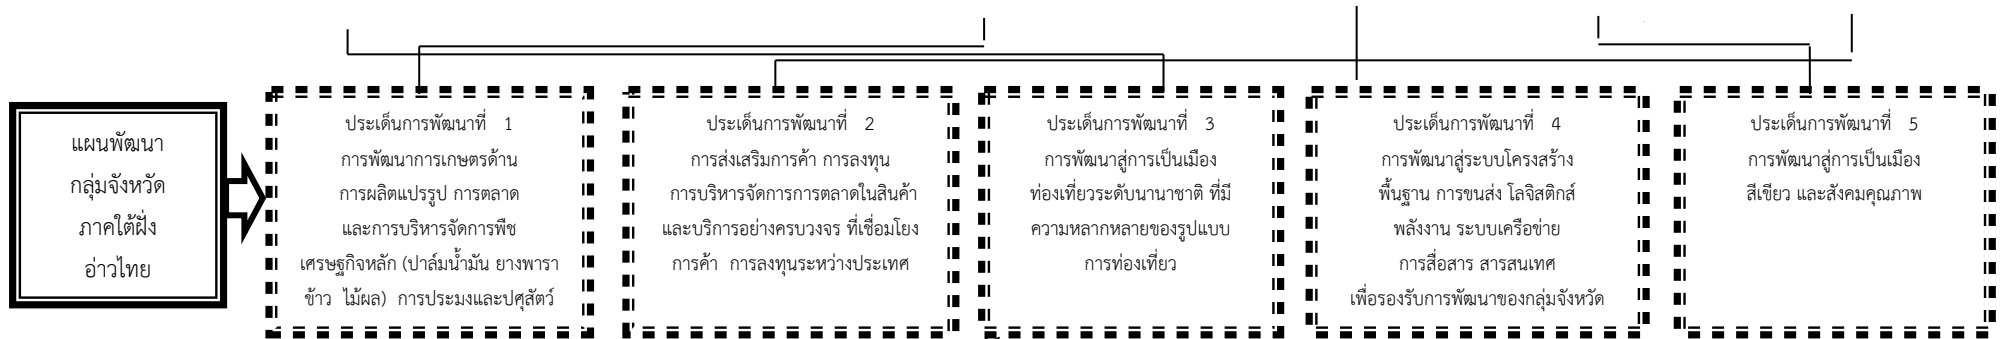 แผนพัฒนา
กลุ่มจังหวัด
ภาคใต้ฝั่ง
อ่าวไทย
ประเด็นการพัฒนาที่ 1
การพัฒนาการเกษตรด้าน
การผลิตแปรรูป การตลาด
และการบริหารจัดการพืช
เศรษฐกิจหลัก (ปาล์มน้ำมัน ยางพารา
ข้าว ไม้ผล) การประมงและปศุสัตว์
ประเด็นการพัฒนาที่ 2
การส่งเสริมการค้า การลงทุน
การบริหารจัดการการตลาดในสินค้า
และบริการอย่างครบวงจร ที่เชื่อมโยง
การค้า การลงทุนระหว่างประเทศ
ประเด็นการพัฒนาที่ 3
การพัฒนาสู่การเป็นเมือง
ท่องเที่ยวระดับนานาชาติ ที่มี
ความหลากหลายของรูปแบบ
การท่องเที่ยว
ประเด็นการพัฒนาที่ 4
การพัฒนาสู่ระบบโครงสร้าง
พื้นฐาน การขนส่ง โลจิสติกส์
พลังงาน ระบบเครือข่าย
การสื่อสาร สารสนเทศ
เพื่อรองรับการพัฒนาของกลุ่มจังหวัด
ประเด็นการพัฒนาที่ 5
การพัฒนาสู่การเป็นเมือง
สีเขียว และสังคมคุณภาพ